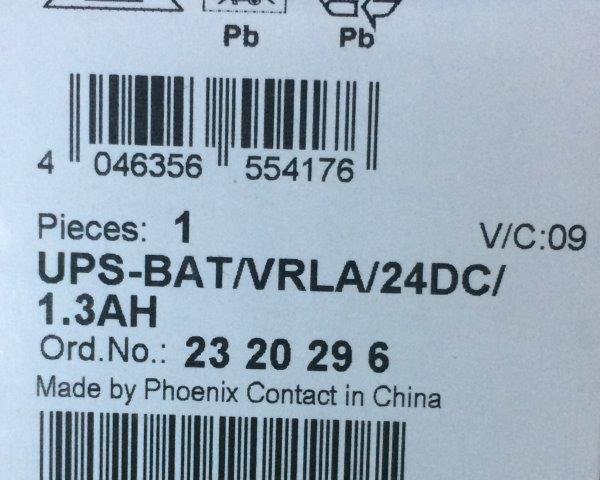 Pb Pb
4 046356 554176
Pieces: 1 V/C:09
UPS-BAT/VRLA/24DC/
1.3AH
Ord.No.: 23 20 29 6
Made by Phoenix Contact in China